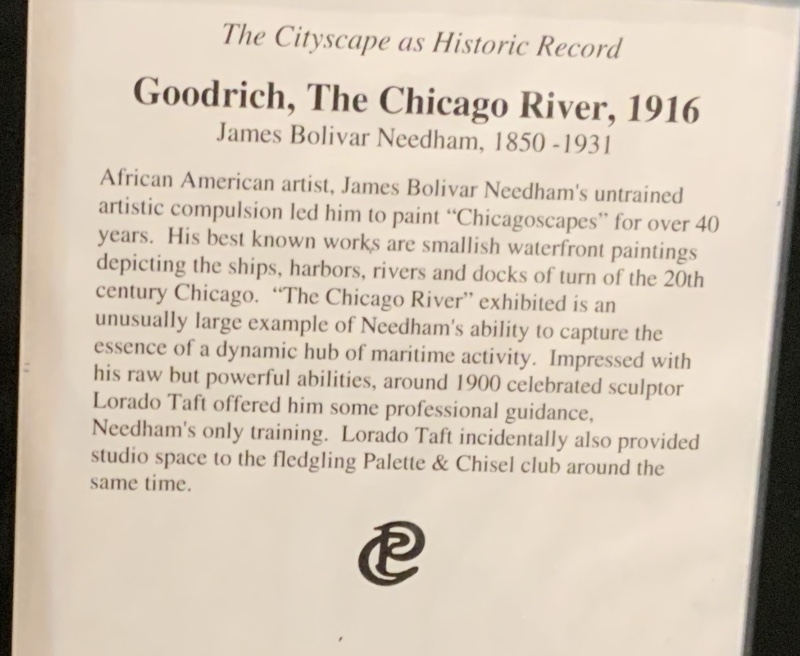 The Cityscape as Historic Record
Goodrich, The Chicago River, 1916
James Bolivar Needham, 1850 -1931
African American artist, James Bolivar Needham's untrained
artistic compulsion led him to paint “Chicagoscapes” for over 40
years. His best known works are smallish waterfront paintings
depicting the ships, harbors, rivers and docks of turn of the 20th
century Chicago. “The Chicago River” exhibited is an
unusually large example of Needham's ability to capture the
essence of a dynamic hub of maritime activity. Impressed with
his raw but powerful abilities, around 1900 celebrated sculptor
Lorado Taft offered him some professional guidance,
Needham's only training. Lorado Taft incidentally also provided
studio space to the fledgling Palette & Chisel club around the
same time.
PC